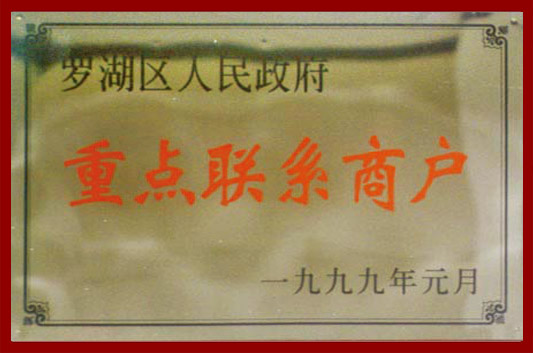 罗湖区人民政府
重点联系商户
一九九九年元月